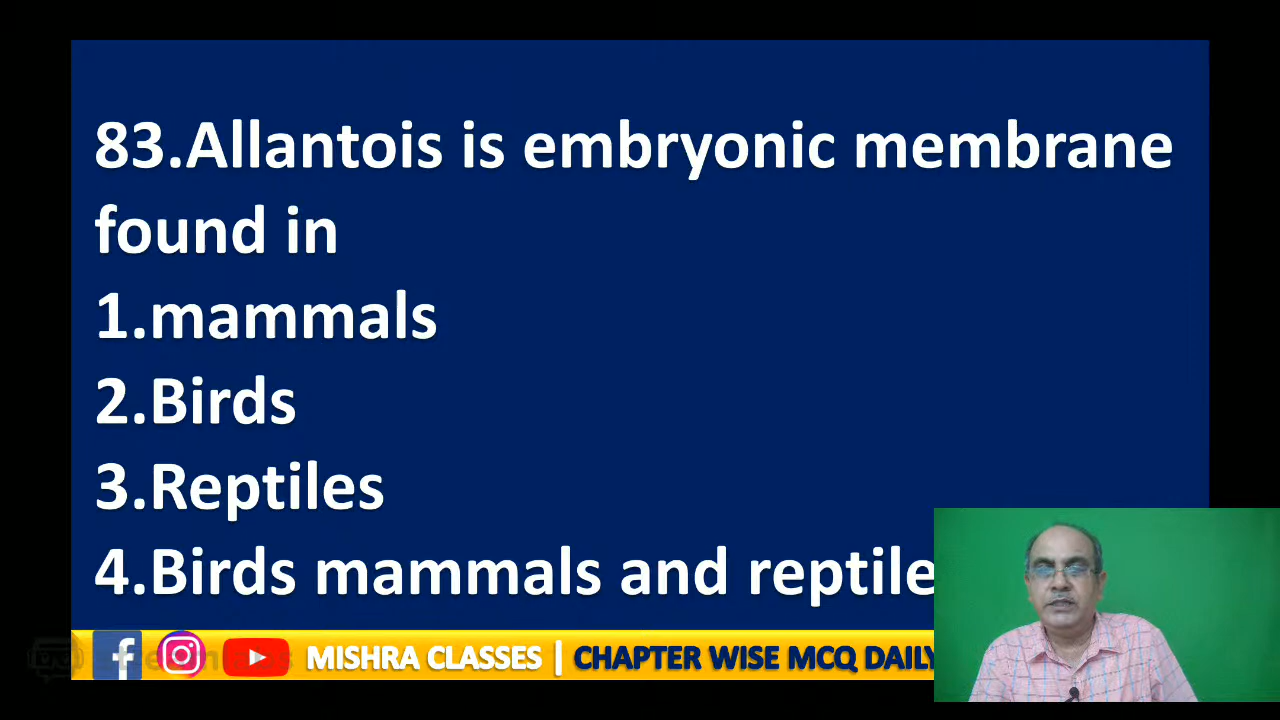 83.Allantois is embryonic membrane
found in
1.mammals
2.Birds
3.Reptiles
4.Birds mammals and reptile
MISHRA CLASSES | CHAPTER WISE MCQ DAILY